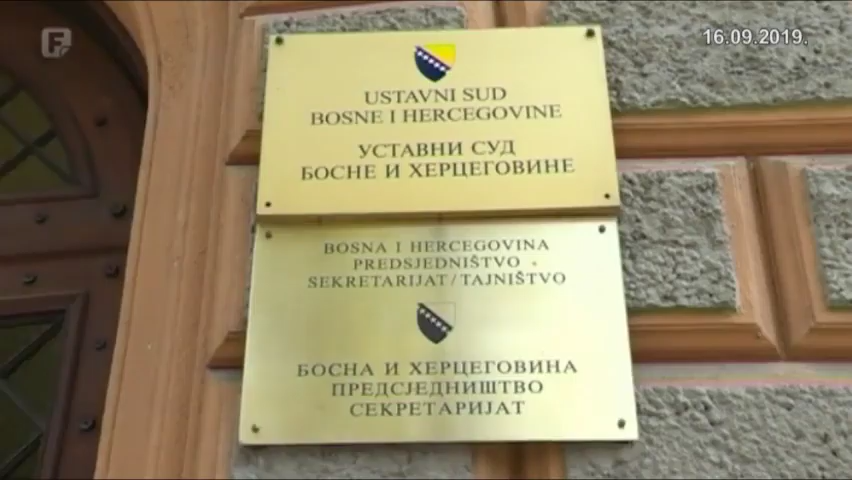 F
16.09.2019.
USTAVNI SUD
BOSNE I HERCEGOVINE
УСТАВНИ СУД
БОСНЕ И ХЕРЦЕГОВИНЕ
BOSNA I HERCEGOVINA
PREDSJEDNIŠTVO
SEKRETARIJAT/TAJNIŠTVO
БОСНА И ХЕРЦЕГОВИНА
ПРЕДСЈЕДНИШТВО
СЕКРЕТАРИЈАТ